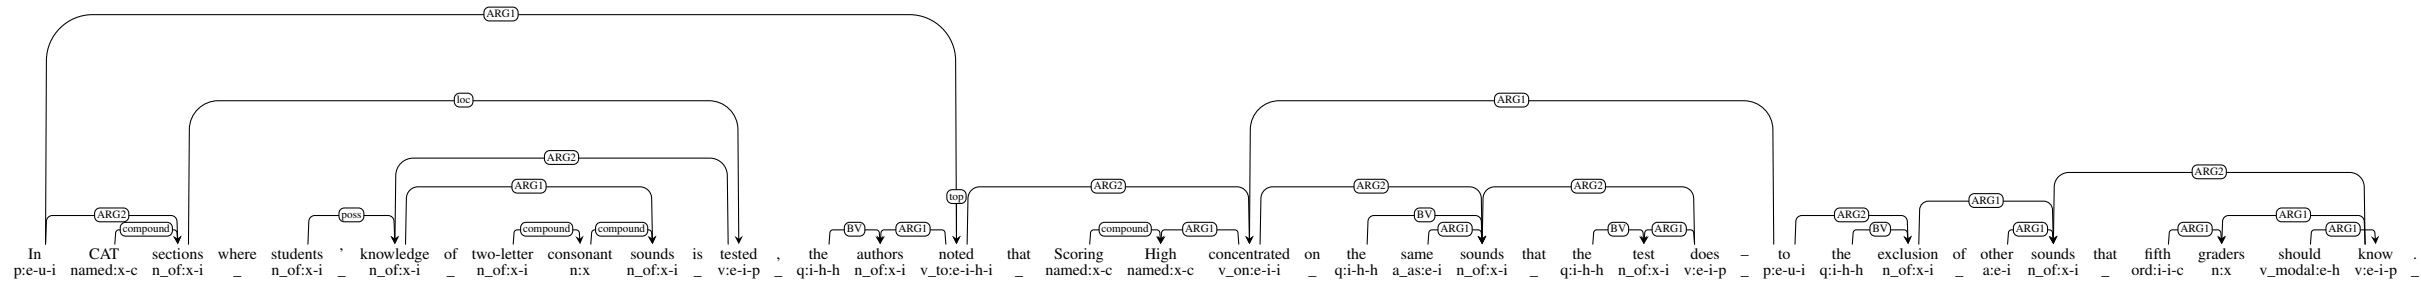 ARG1
loc ARG1
ARG2 ARG2
ARG1 top ARG2 ARG2 ARG2
ARG2 poss BV ARG2 ARG1 ARG1
compound compound compound BV ARG1 compound ARG1 ARG1 BV ARG1 BV ARG1 ARG1 ARG1
In CAT sections where students ' knowledge of two-letter consonant sounds is tested , the authors noted that Scoring High concentrated on the same sounds that the test does – to the exclusion of other sounds that fifth graders should know .
p:e-u-i named:x-c n_of:x-i _ n_of:x-i _ n_of:x-i _ n_of:x-i n:x n_of:x-i _ v:e-i-p _ q:i-h-h n_of:x-i v_to:e-i-h-i _ named:x-c named:x-c v_on:e-i-i _ q:i-h-h a_as:e-i n_of:x-i _ q:i-h-h n_of:x-i v:e-i-p _ p:e-u-i q:i-h-h n_of:x-i _ a:e-i n_of:x-i _ ord:i-i-c n:x v_modal:e-h v:e-i-p _